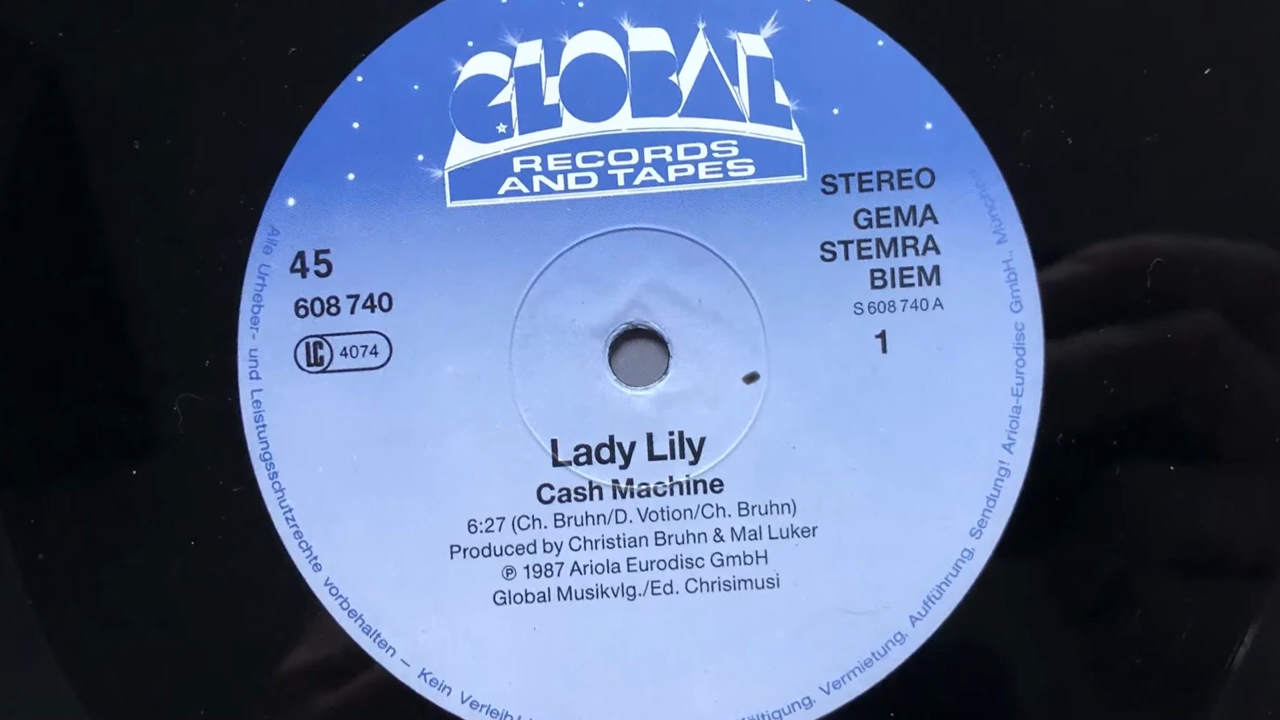 GLOBAL
RECORDS
AND TAPES
STEREO
GEMA
STEMRA
BIEM
S 608 740 A
1
45
608 740
LC 4074
Lady Lily
Cash Machine
6:27 (Ch. Bruhn/D. Votion/Ch. Bruhn)
Produced by Christian Bruhn & Mal Luker
℗ 1987 Ariola Eurodisc GmbH
Global Musikvlg./Ed. Chrisimusi
Alle Urheber- und Leistungsschutzrechte vorbehalten – Kein
Vermietung, Aufführung, Sendung! Ariola-Eurodisc GmbH., München